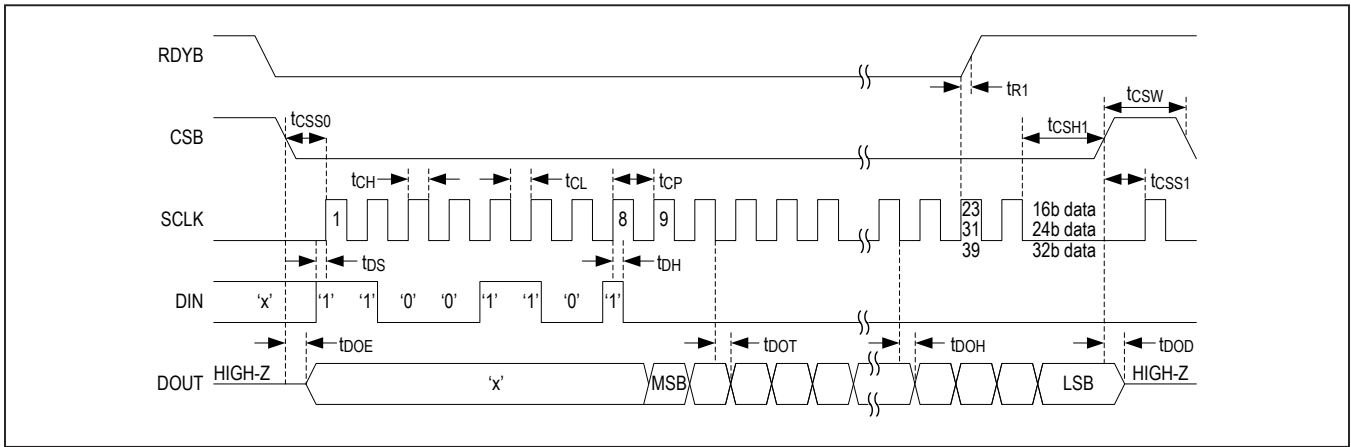 RDYB
tR1
tCSW
tCSS0
CSB
tCSH1
tCH
tCL
tCP
tCSS1
SCLK
1
8
9
23
16b data
31
24b data
39
32b data
tDS
tDH
DIN
‘x’
‘1’
‘1’
‘0’
‘0’
‘1’
‘1’
‘0’
‘1’
tDOE
tDOT
tDOH
tDOD
DOUT
HIGH-Z
‘x’
MSB
LSB
HIGH-Z